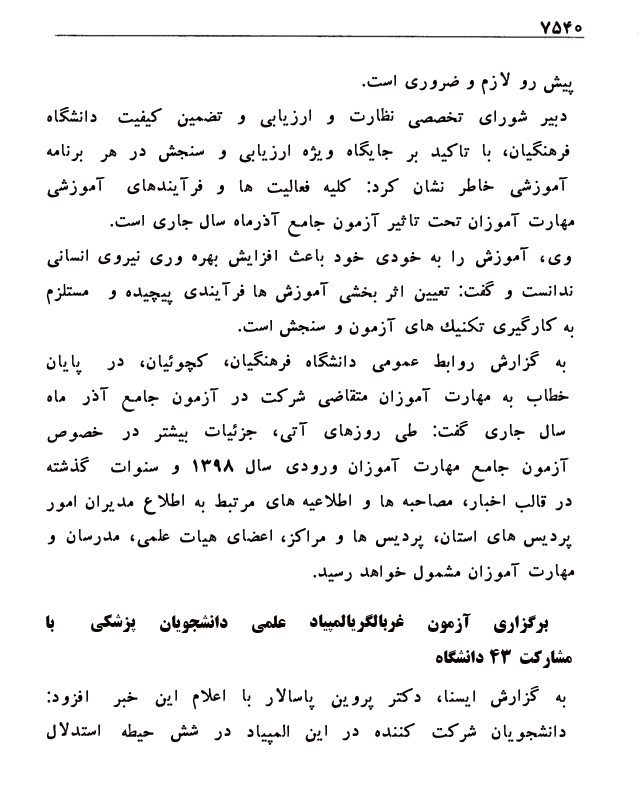 ۷۵۴۰
پیش رو لازم و ضروری است.
دبیر شورای تخصصی نظارت و ارزیابی و تضمین کیفیت دانشگاه
فرهنگیان، با تاکید بر جایگاه ویژه ارزیابی و سنجش در هر برنامه
آموزشی خاطر نشان کرد: کلیه فعالیت ها و فرآیندهای آموزشی
مهارت آموزان تحت تاثیر آزمون جامع آذرماه سال جاری است.
وی، آموزش را به خودی خود باعث افزایش بهره وری نیروی انسانی
ندانست و گفت: تعیین اثر بخشی آموزش ها فرآیندی پیچیده و مستلزم
به کارگیری تکنیك های آزمون و سنجش است.
به گزارش روابط عمومی دانشگاه فرهنگیان، کچوئیان، در پایان
خطاب به مهارت آموزان متقاضی شرکت در آزمون جامع آذر ماه
سال جاری گفت: طی روزهای آتی، جزئیات بیشتر در خصوص
آزمون جامع مهارت آموزان ورودی سال ۱۳۹۸ و سنوات گذشته
در قالب اخبار، مصاحبه ها و اطلاعیه های مرتبط به اطلاع مدیران امور
پردیس های استان، پردیس ها و مراکز، اعضای هیات علمی، مدرسان و
مهارت آموزان مشمول خواهد رسید.
برگزاری آزمون غربالگریالمپیاد علمی دانشجویان پزشکی با
مشارکت ۴۳ دانشگاه
به گزارش ایسنا، دکتر پروین پاسالار با اعلام این خبر افزود:
دانشجویان شرکت کننده در این المپیاد در شش حیطه استدلال